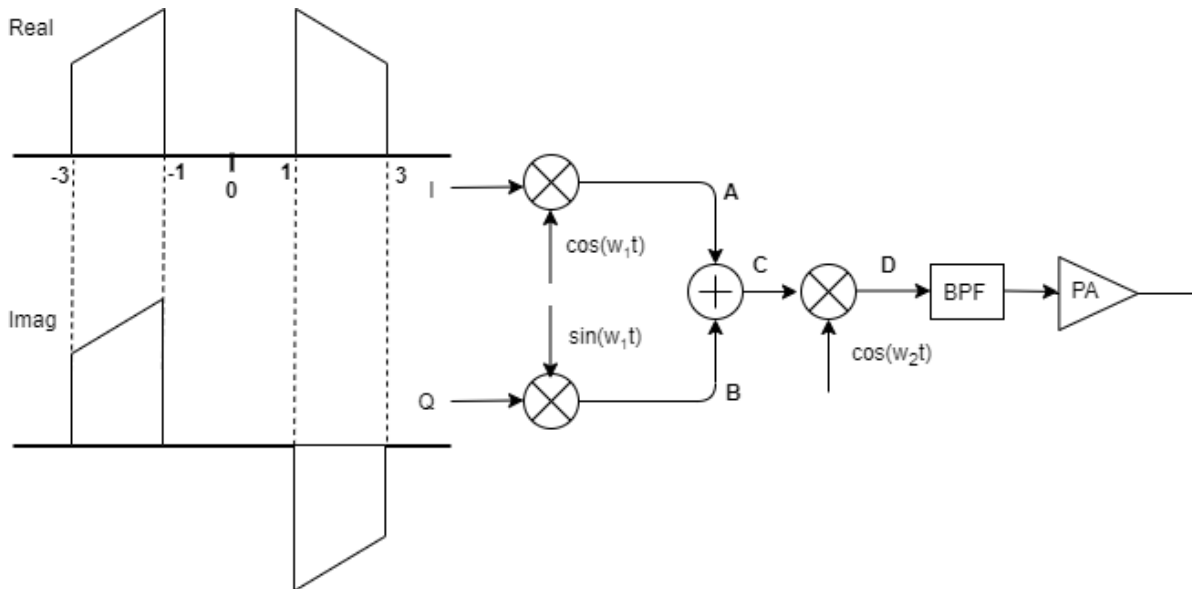 Real
-3
-1
0
1
3
I
cos(w₁t)
A
Imag
sin(w₁t)
C
D
BPF
PA
cos(w₂t)
Q
B